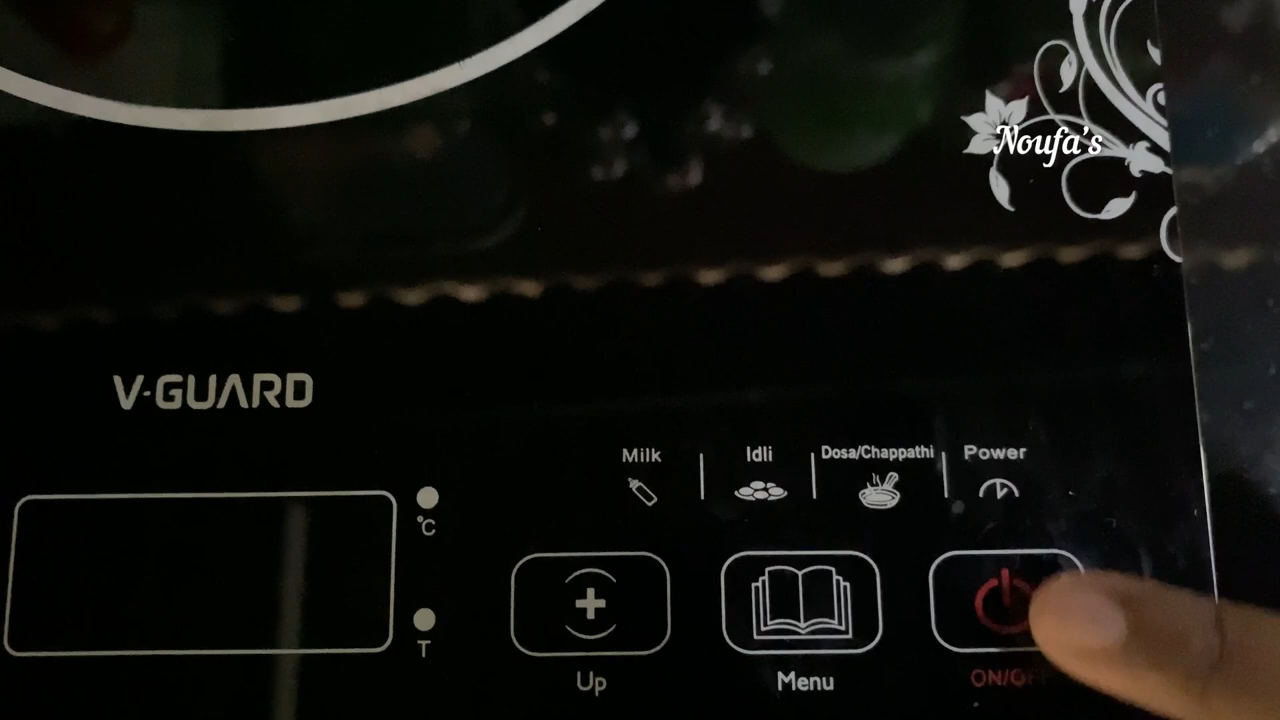 Noufa's
V-GUARD
Milk
Idli
Dosa/Chappathi
Power
°C
T
Up
Menu